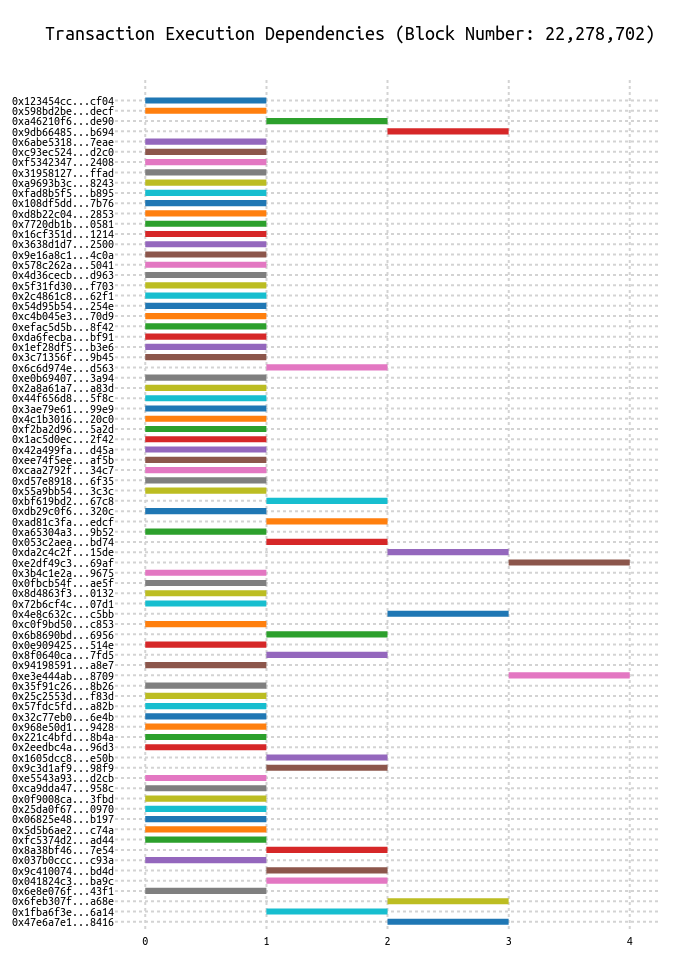 Transaction Execution Dependencies (Block Number: 22,278,702)
0x123454cc...cf04
0x598bd2be...decf
0xa46210f6...de90
0x9db66485...b694
0x6abe5318...7eae
0xc93ec524...d2c0
0xf5342347...2408
0x31958127...ffad
0xa9693b3c...8243
0xfad8b5f5...b895
0x108df5dd...7b76
0xd8b22c04...2853
0x7720db1b...0581
0x16cf351d...1214
0x3638d1d7...2500
0x9e16a8c1...4c0a
0x578c262a...5041
0x4d36cecb...d963
0x5f31fd30...f703
0x2c4861c8...62f1
0x54d95b54...254e
0xc4b045e3...70d9
0xefac5d5b...8f42
0xda6fecba...bf91
0x1ef28df5...b3e6
0x3c71356f...9b45
0x6c6d974e...d563
0xe0b69407...3a94
0x2a8a61a7...a83d
0x44f656d8...5f8c
0x3ae79e61...99e9
0x4c1b3016...20c0
0xf2ba2d96...5a2d
0x1ac5d0ec...2f42
0x42a499fa...d45a
0xee74f5ee...af5b
0xcaa2792f...34c7
0xd57e8918...6f35
0x55a9bb54...3c3c
0xbf619bd2...67c8
0xdb29c0f6...320c
0xad81c3fa...edcf
0xa65304a3...9b52
0x053c2aea...bd74
0xda2c4c2f...15de
0xe2df49c3...69af
0x3b4c1e2a...9675
0x0fbcb54f...ae5f
0x8d4863f3...0132
0x72b6cf4c...07d1
0x4e8c632c...c5bb
0xc0f9bd50...c853
0x6b8690bd...6956
0x0e909425...514e
0x8f0640ca...7fd5
0x94198591...a8e7
0xe3e444ab...8709
0x35f91c26...8b26
0x25c2553d...f83d
0x57fdc5fd...a82b
0x32c77eb0...6e4b
0x968e50d1...9428
0x221c4bfd...8b4a
0x2eedbc4a...96d3
0x1605dcc8...e50b
0x9c3d1af9...98f9
0xe5543a93...d2cb
0xca9dda47...958c
0x0f9008ca...3fbd
0x25da0f67...0970
0x06825e48...b197
0x5d5b6ae2...c74a
0xfc5374d2...ad44
0x8a38bf46...7e54
0x037b0ccc...c93a
0x9c410074...bd4d
0x041824c3...ba9c
0x6e8e076f...43f1
0x6feb307f...a68e
0x1fba6f3e...6a14
0x47e6a7e1...8416
0 1 2 3 4